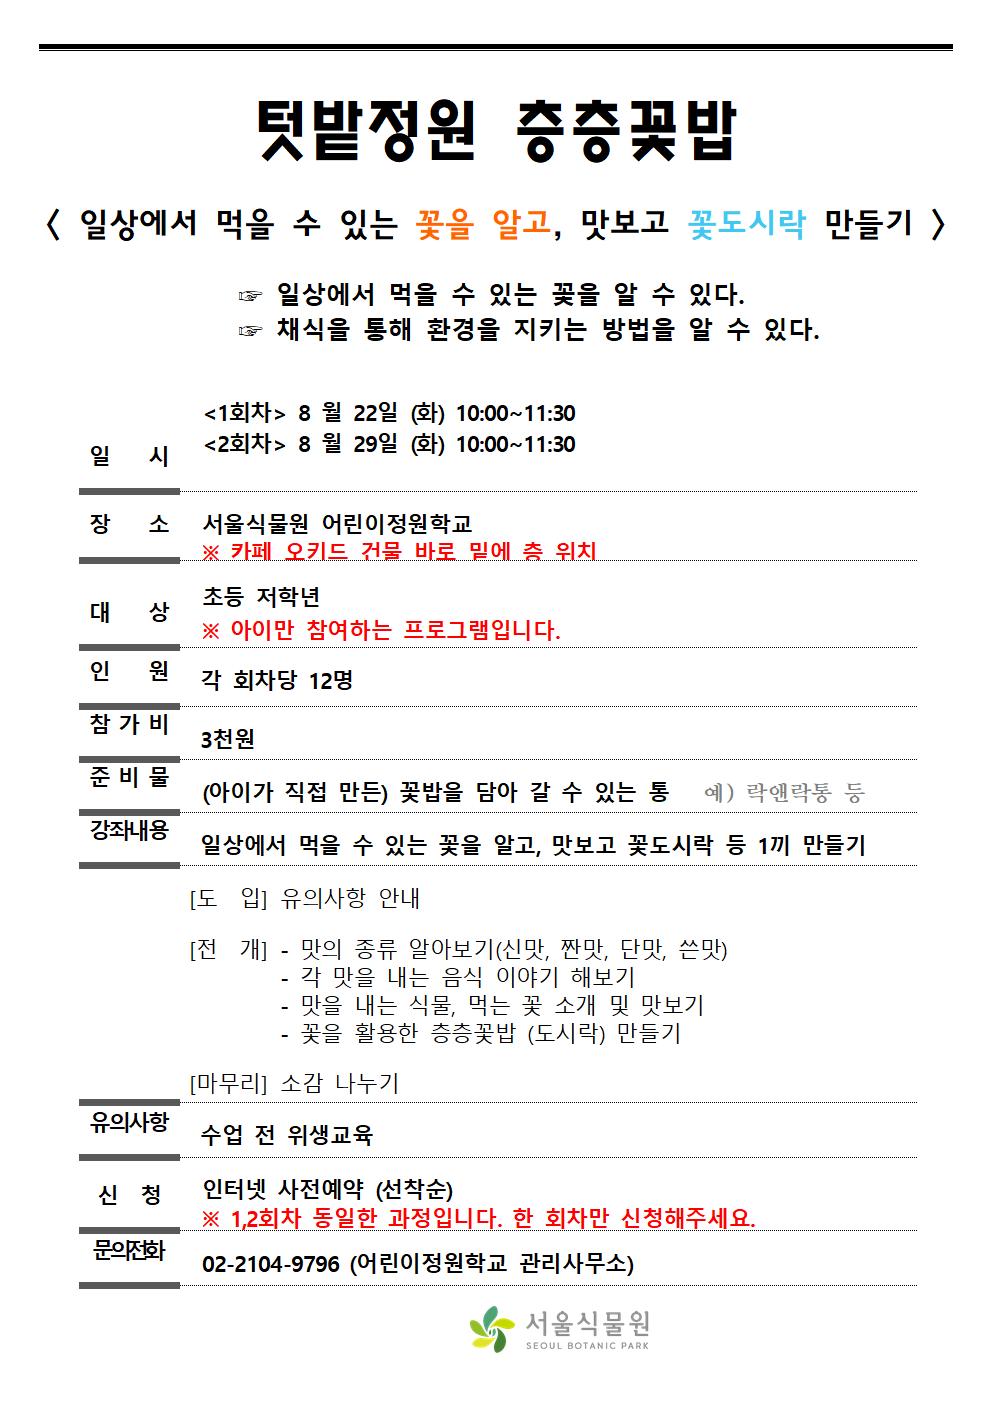 텃밭정원 층층꽃밥
< 일상에서 먹을 수 있는 꽃을 알고, 맛보고 꽃도시락 만들기 >
☞ 일상에서 먹을 수 있는 꽃을 알 수 있다.
☞ 채식을 통해 환경을 지키는 방법을 알 수 있다.
일 시
<1회차> 8 월 22일 (화) 10:00~11:30
<2회차> 8 월 29일 (화) 10:00~11:30
장 소
서울식물원 어린이정원학교
※ 카페 오키드 건물 바로 밑에 층 위치
대 상
초등 저학년
※ 아이만 참여하는 프로그램입니다.
인 원
각 회차당 12명
참 가 비
3천원
준 비 물
(아이가 직접 만든) 꽃밥을 담아 갈 수 있는 통 예) 락앤락통 등
강좌내용
일상에서 먹을 수 있는 꽃을 알고, 맛보고 꽃도시락 등 1끼 만들기
[도 입] 유의사항 안내
[전 개] - 맛의 종류 알아보기(신맛, 짠맛, 단맛, 쓴맛)
- 각 맛을 내는 음식 이야기 해보기
- 맛을 내는 식물, 먹는 꽃 소개 및 맛보기
- 꽃을 활용한 층층꽃밥 (도시락) 만들기
[마무리] 소감 나누기
유의사항
수업 전 위생교육
신 청
인터넷 사전예약 (선착순)
※ 1,2회차 동일한 과정입니다. 한 회차만 신청해주세요.
문의전화
02-2104-9796 (어린이정원학교 관리사무소)
서울식물원
SEOUL BOTANIC PARK